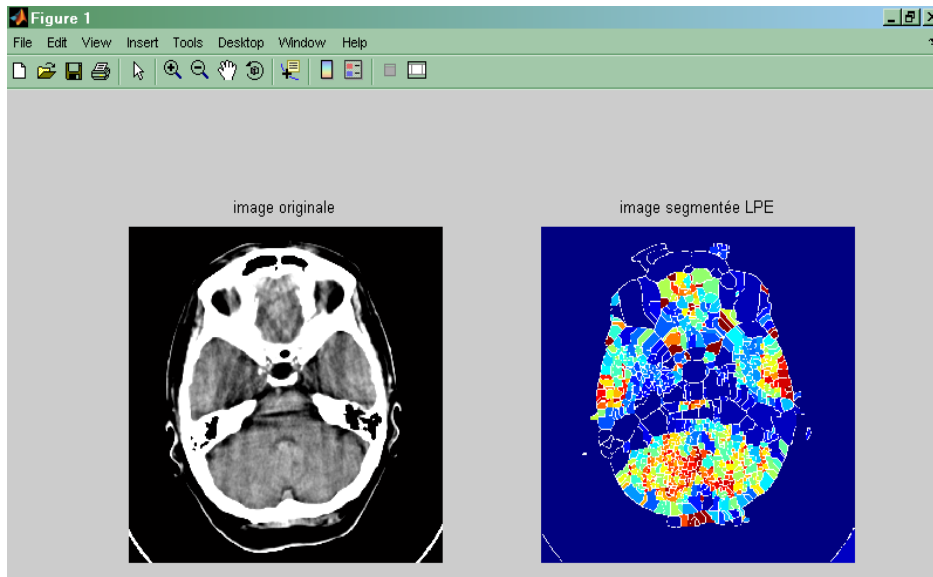 Figure 1
File Edit View Insert Tools Desktop Window Help
image originale
image segmentée LPE